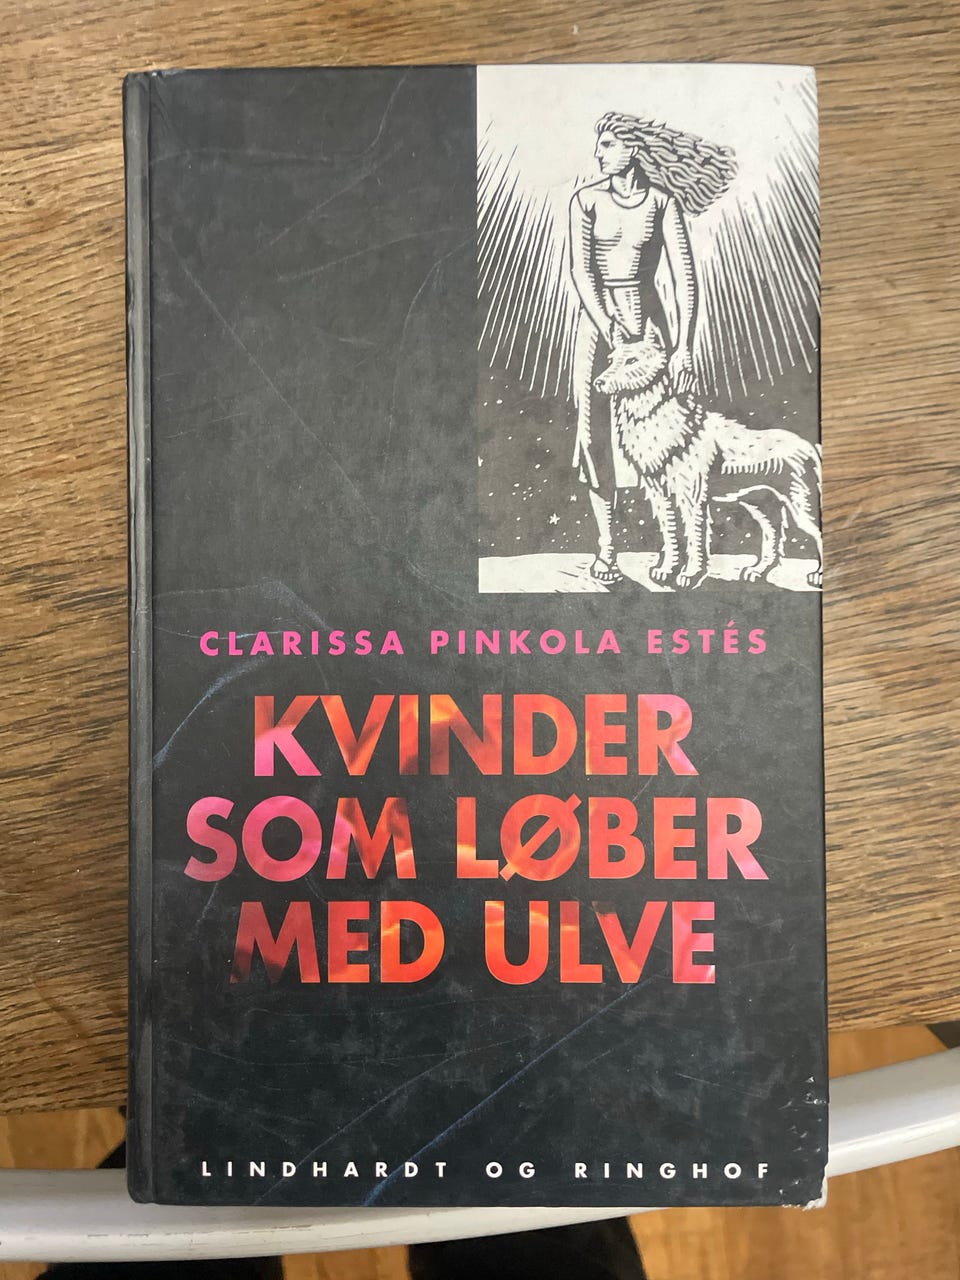 CLARISSA PINKOLA ESTÉS
KVINDER
SOM LØBER
MED ULVE
LINDHARDT OG RINGHOF